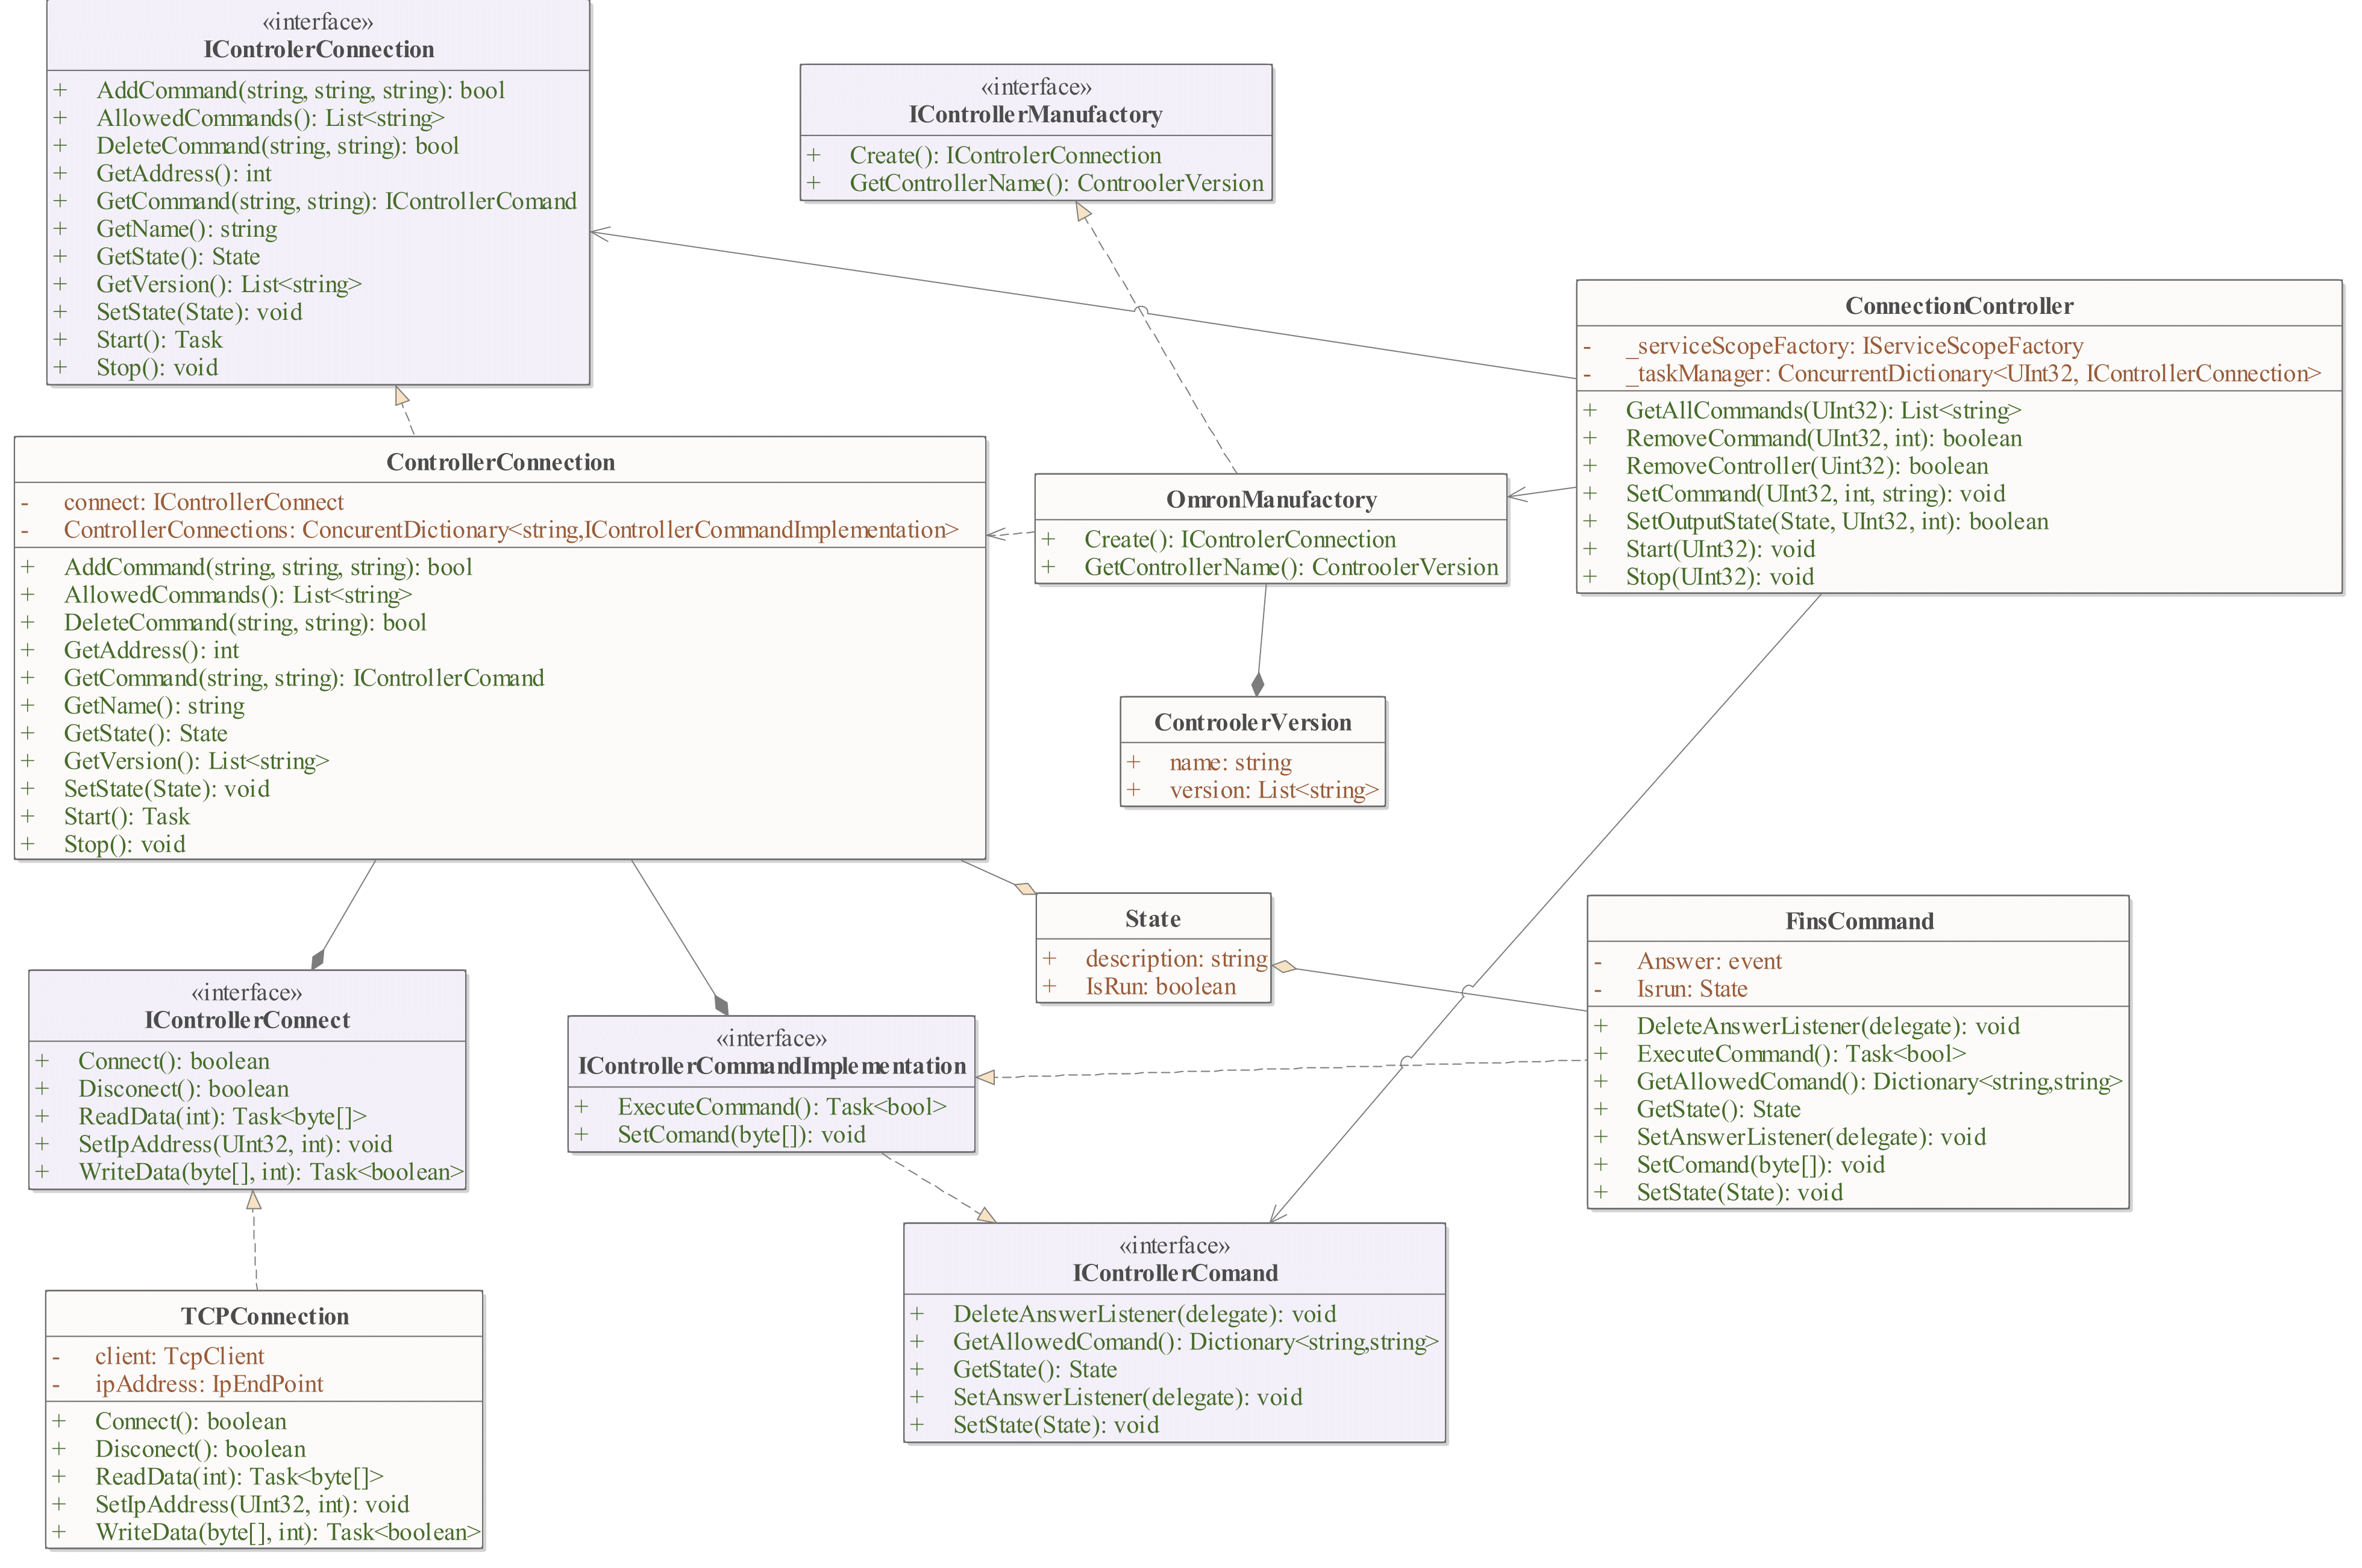 «interface»
IControlerConnection
+ AddCommand(string, string, string): bool
+ AllowedCommands(): List<string>
+ DeleteCommand(string, string): bool
+ GetAddress(): int
+ GetCommand(string, string): IControllerComand
+ GetName(): string
+ GetState(): State
+ GetVersion(): List<string>
+ SetState(State): void
+ Start(): Task
+ Stop(): void
«interface»
IControllerManufactory
+ Create(): IControlerConnection
+ GetControllerName(): ControolerVersion
ConnectionController
- _serviceScopeFactory: IServiceScopeFactory
- _taskManager: ConcurrentDictionary<UInt32, IControllerConnection>
+ GetAllCommands(UInt32): List<string>
+ RemoveCommand(UInt32, int): boolean
+ RemoveController(Uint32): boolean
+ SetCommand(UInt32, int, string): void
+ SetOutputState(State, UInt32, int): boolean
+ Start(UInt32): void
+ Stop(UInt32): void
ControllerConnection
- connect: IControllerConnect
- ControllerConnections: ConcurentDictionary<string,IControllerCommandImplementation>
+ AddCommand(string, string, string): bool
+ AllowedCommands(): List<string>
+ DeleteCommand(string, string): bool
+ GetAddress(): int
+ GetCommand(string, string): IControllerComand
+ GetName(): string
+ GetState(): State
+ GetVersion(): List<string>
+ SetState(State): void
+ Start(): Task
+ Stop(): void
OmronManufactory
+ Create(): IControlerConnection
+ GetControllerName(): ControolerVersion
ControolerVersion
+ name: string
+ version: List<string>
State
+ description: string
+ IsRun: boolean
FinsCommand
- Answer: event
- Isrun: State
+ DeleteAnswerListener(delegate): void
+ ExecuteCommand(): Task<bool>
+ GetAllowedComand(): Dictionary<string,string>
+ GetState(): State
+ SetAnswerListener(delegate): void
+ SetComand(byte[]): void
+ SetState(State): void
«interface»
IControllerConnect
+ Connect(): boolean
+ Disconect(): boolean
+ ReadData(int): Task<byte[]>
+ SetIpAddress(UInt32, int): void
+ WriteData(byte[], int): Task<boolean>
«interface»
IControllerCommandImplementation
+ ExecuteCommand(): Task<bool>
+ SetComand(byte[]): void
«interface»
IControllerComand
+ DeleteAnswerListener(delegate): void
+ GetAllowedComand(): Dictionary<string,string>
+ GetState(): State
+ SetAnswerListener(delegate): void
+ SetState(State): void
TCPConnection
- client: TcpClient
- ipAddress: IpEndPoint
+ Connect(): boolean
+ Disconect(): boolean
+ ReadData(int): Task<byte[]>
+ SetIpAddress(UInt32, int): void
+ WriteData(byte[], int): Task<boolean>